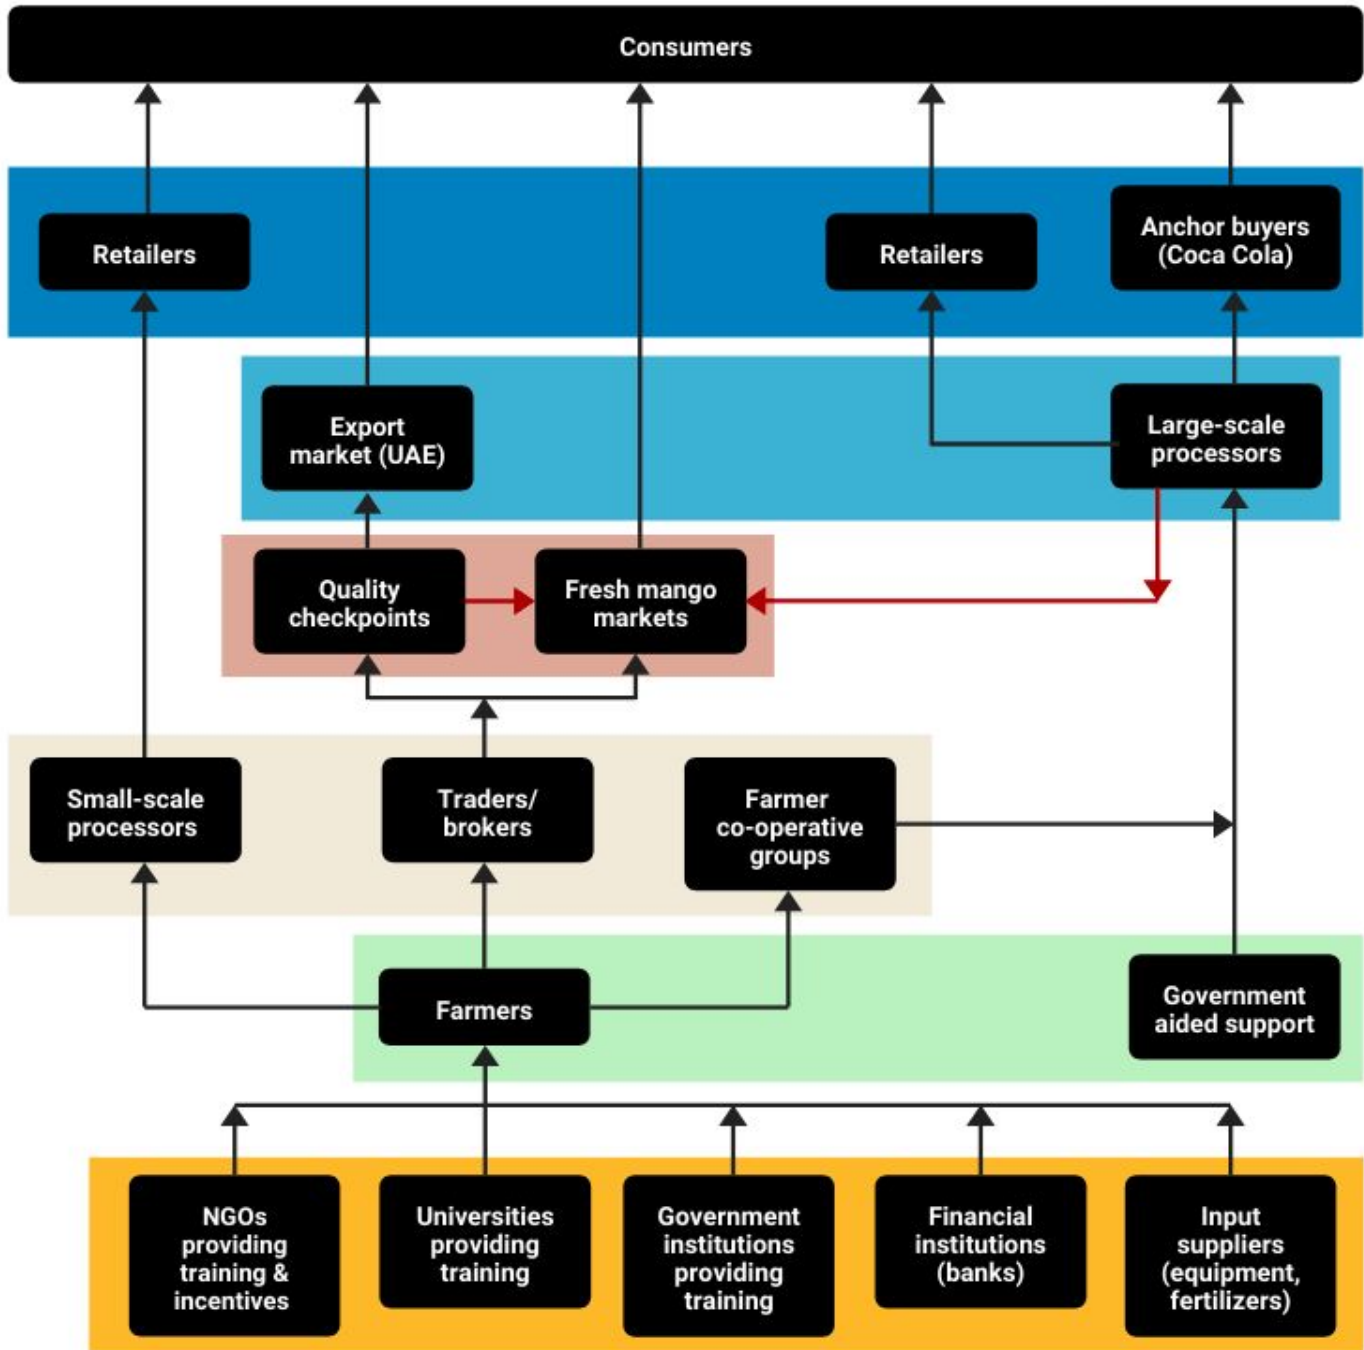 Consumers
Retailers
Retailers
Anchor buyers
(Coca Cola)
Export
market (UAE)
Large-scale
processors
Quality
checkpoints
Fresh mango
markets
Small-scale
processors
Traders/
brokers
Farmer
co-operative
groups
Farmers
Government
aided support
NGOs
providing
training &
incentives
Universities
providing
training
Government
institutions
providing
training
Financial
institutions
(banks)
Input
suppliers
(equipment,
fertilizers)